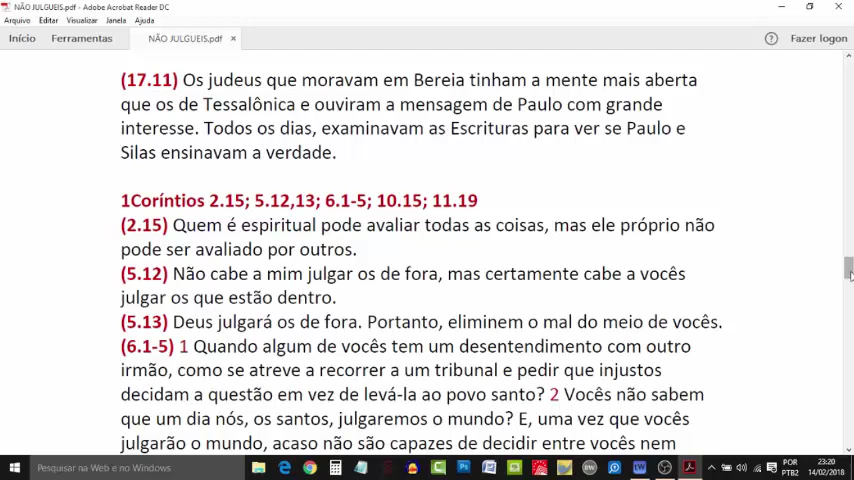 NÃO JULGUEIS.pdf - Adobe Acrobat Reader DC
Arquivo Editar Visualizar Janela Ajuda
Início Ferramentas NÃO JULGUEIS.pdf × ? Fazer logon
(17.11) Os judeus que moravam em Bereia tinham a mente mais aberta
que os de Tessalônica e ouviram a mensagem de Paulo com grande
interesse. Todos os dias, examinavam as Escrituras para ver se Paulo e
Silas ensinavam a verdade.
1Coríntios 2.15; 5.12,13; 6.1-5; 10.15; 11.19
(2.15) Quem é espiritual pode avaliar todas as coisas, mas ele próprio não
pode ser avaliado por outros.
(5.12) Não cabe a mim julgar os de fora, mas certamente cabe a vocês
julgar os que estão dentro.
(5.13) Deus julgará os de fora. Portanto, eliminem o mal do meio de vocês.
(6.1-5) 1 Quando algum de vocês tem um desentendimento com outro
irmão, como se atreve a recorrer a um tribunal e pedir que injustos
decidam a questão em vez de levá-la ao povo santo? 2 Vocês não sabem
que um dia nós, os santos, julgaremos o mundo? E, uma vez que vocês
julgarão o mundo, acaso não são capazes de decidir entre vocês nem
Pesquisar na Web e no Windows
POR 23:20
PTB2 14/02/2018